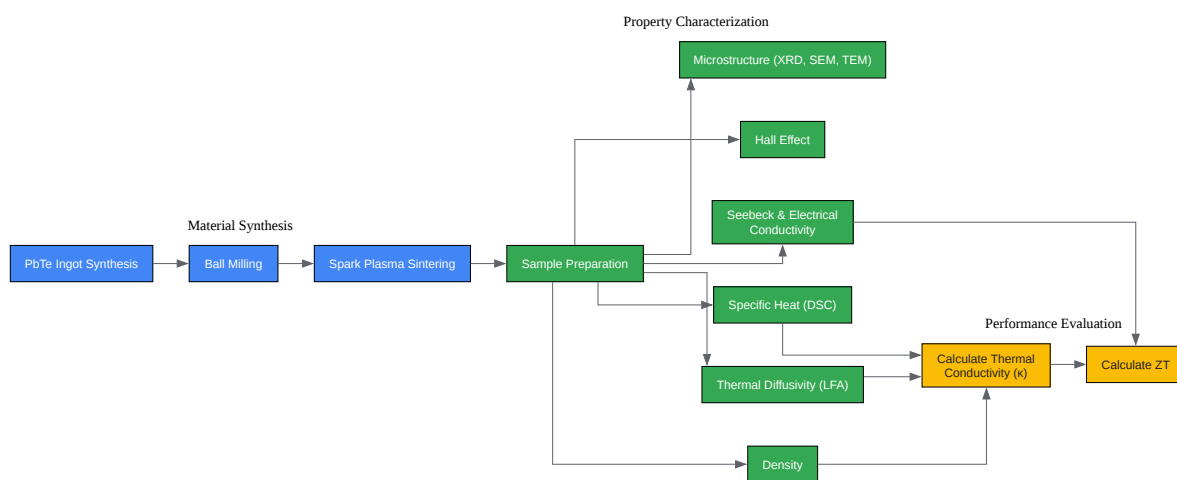 Property Characterization
Microstructure (XRD, SEM, TEM)
Hall Effect
Material Synthesis
Seebeck & Electrical
Conductivity
PbTe Ingot Synthesis
Ball Milling
Spark Plasma Sintering
Sample Preparation
Specific Heat (DSC)
Performance Evaluation
Calculate Thermal
Conductivity (κ)
Calculate ZT
Thermal Diffusivity (LFA)
Density